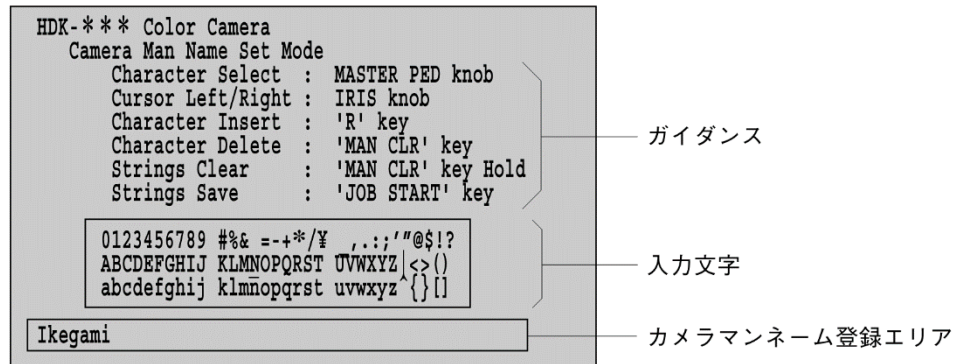 HDK-*** Color Camera
Camera Man Name Set Mode
Character Select : MASTER PED knob
Cursor Left/Right : IRIS knob
Character Insert : 'R' key
Character Delete : 'MAN CLR' key
Strings Clear : 'MAN CLR' key Hold
Strings Save : 'JOB START' key
ガイダンス
0123456789 #%& =-+*/¥ _,.:;'"@$!?
ABCDEFGHIJ KLMNOPQRST UVWXYZ|<>()
abcdefghij klmnopqrst uvwxyz^{}[]
入力文字
Ikegami
カメラマンネーム登録エリア